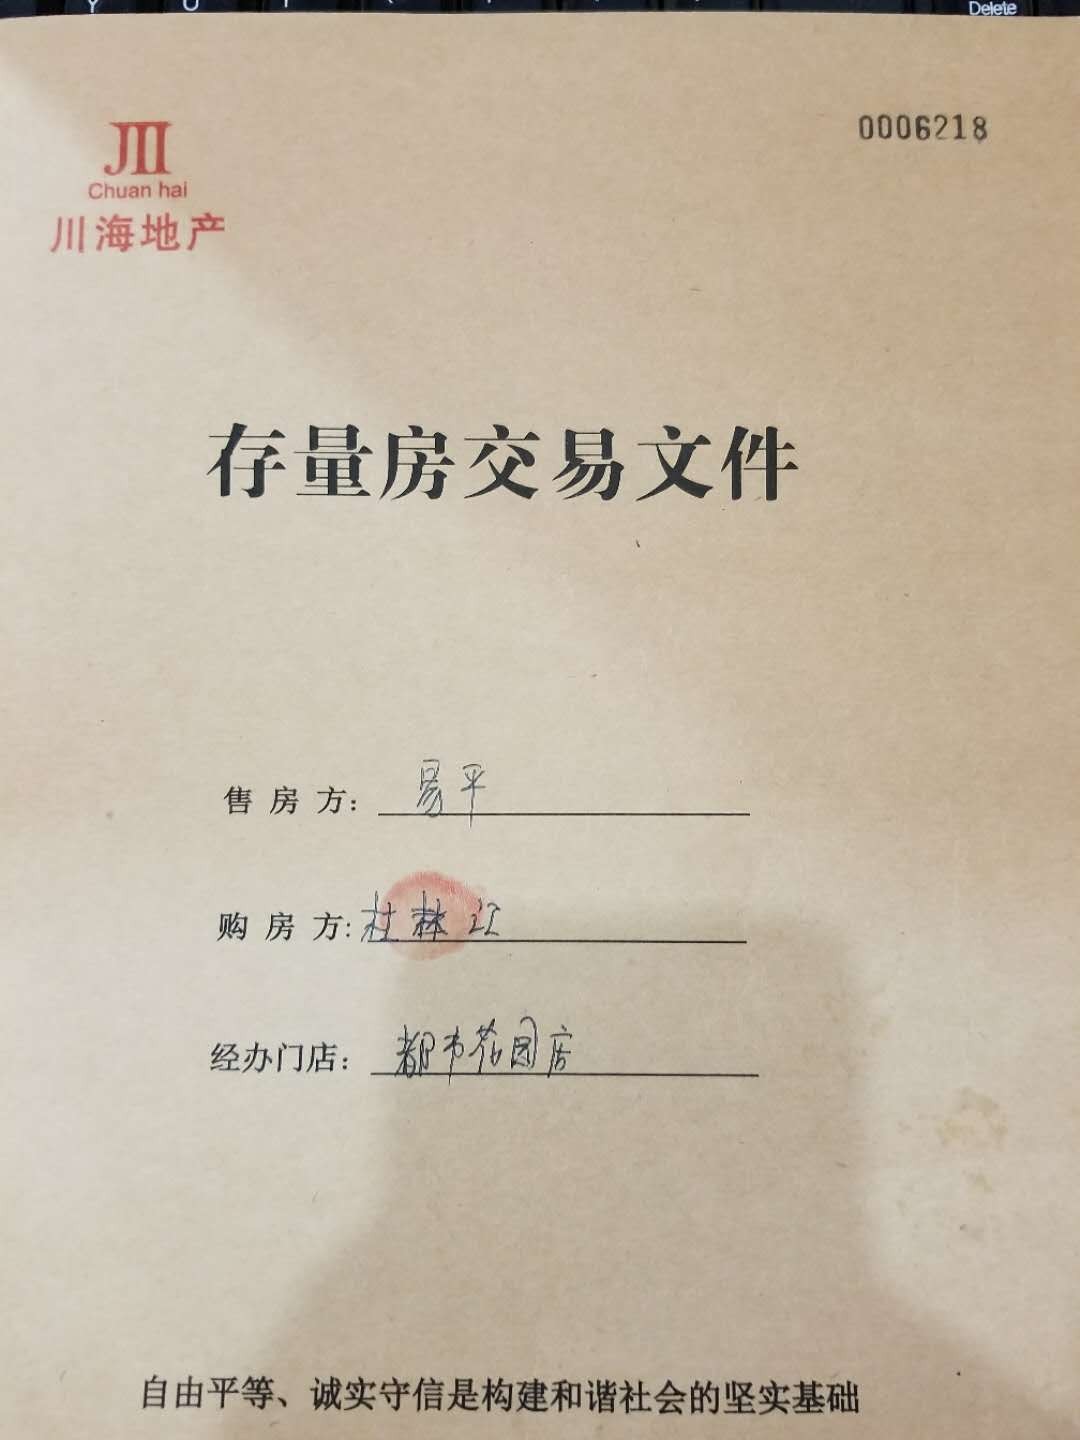 Delete
JIII
Chuan hai
川海地产
0006218
存量房交易文件
售 房 方： 易平
购 房 方: 杜林江
经办门店： 都市花园店
自由平等、诚实守信是构建和谐社会的坚实基础